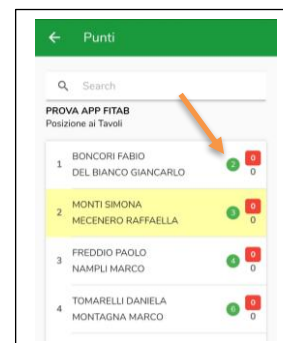 Punti
Search
PROVA APP FITAB
Posizione ai Tavoli
1 BONCORI FABIO 2 0
DEL BIANCO GIANCARLO 0
2 MONTI SIMONA 3 0
MECENERO RAFFAELLA 0
3 FREDDIO PAOLO 4 0
NAMPLI MARCO 0
4 TOMARELLI DANIELA 6 0
MONTAGNA MARCO 0